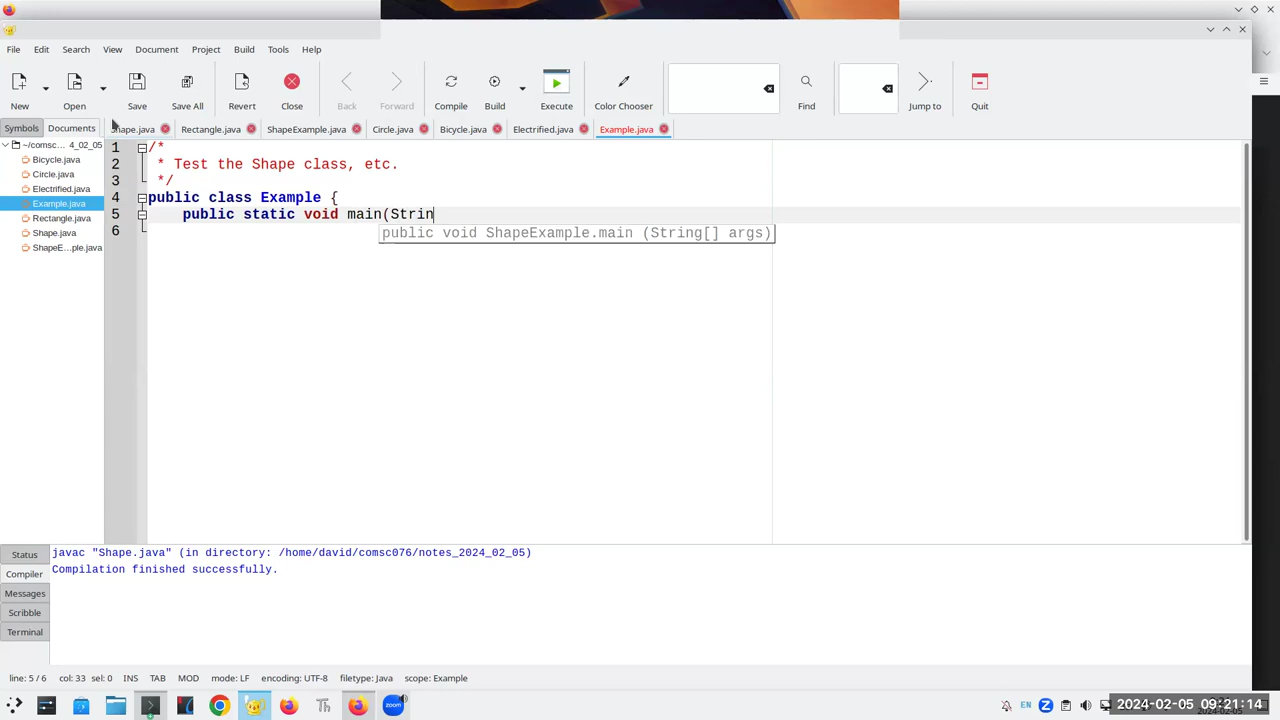 File Edit Search View Document Project Build Tools Help
New Open Save Save All Revert Close Back Forward Compile Build Execute Color Chooser Find Jump to Quit
Symbols Documents Shape.java Rectangle.java ShapeExample.java Circle.java Bicycle.java Electrified.java Example.java
~/comsc... 4_02_05
Bicycle.java
Circle.java
Electrified.java
Example.java
Rectangle.java
Shape.java
ShapeE...ple.java
1 /*
2 * Test the Shape class, etc.
3 */
4 public class Example {
5 public static void main(Strin
6
public void ShapeExample.main (String[] args)
Status
Compiler
Messages
Scribble
Terminal
javac "Shape.java" (in directory: /home/david/comsc076/notes_2024_02_05)
Compilation finished successfully.
line: 5 / 6 col: 33 sel: 0 INS TAB MOD mode: LF encoding: UTF-8 filetype: Java scope: Example
Th zoom EN Z 2024-02-05 09:21:14